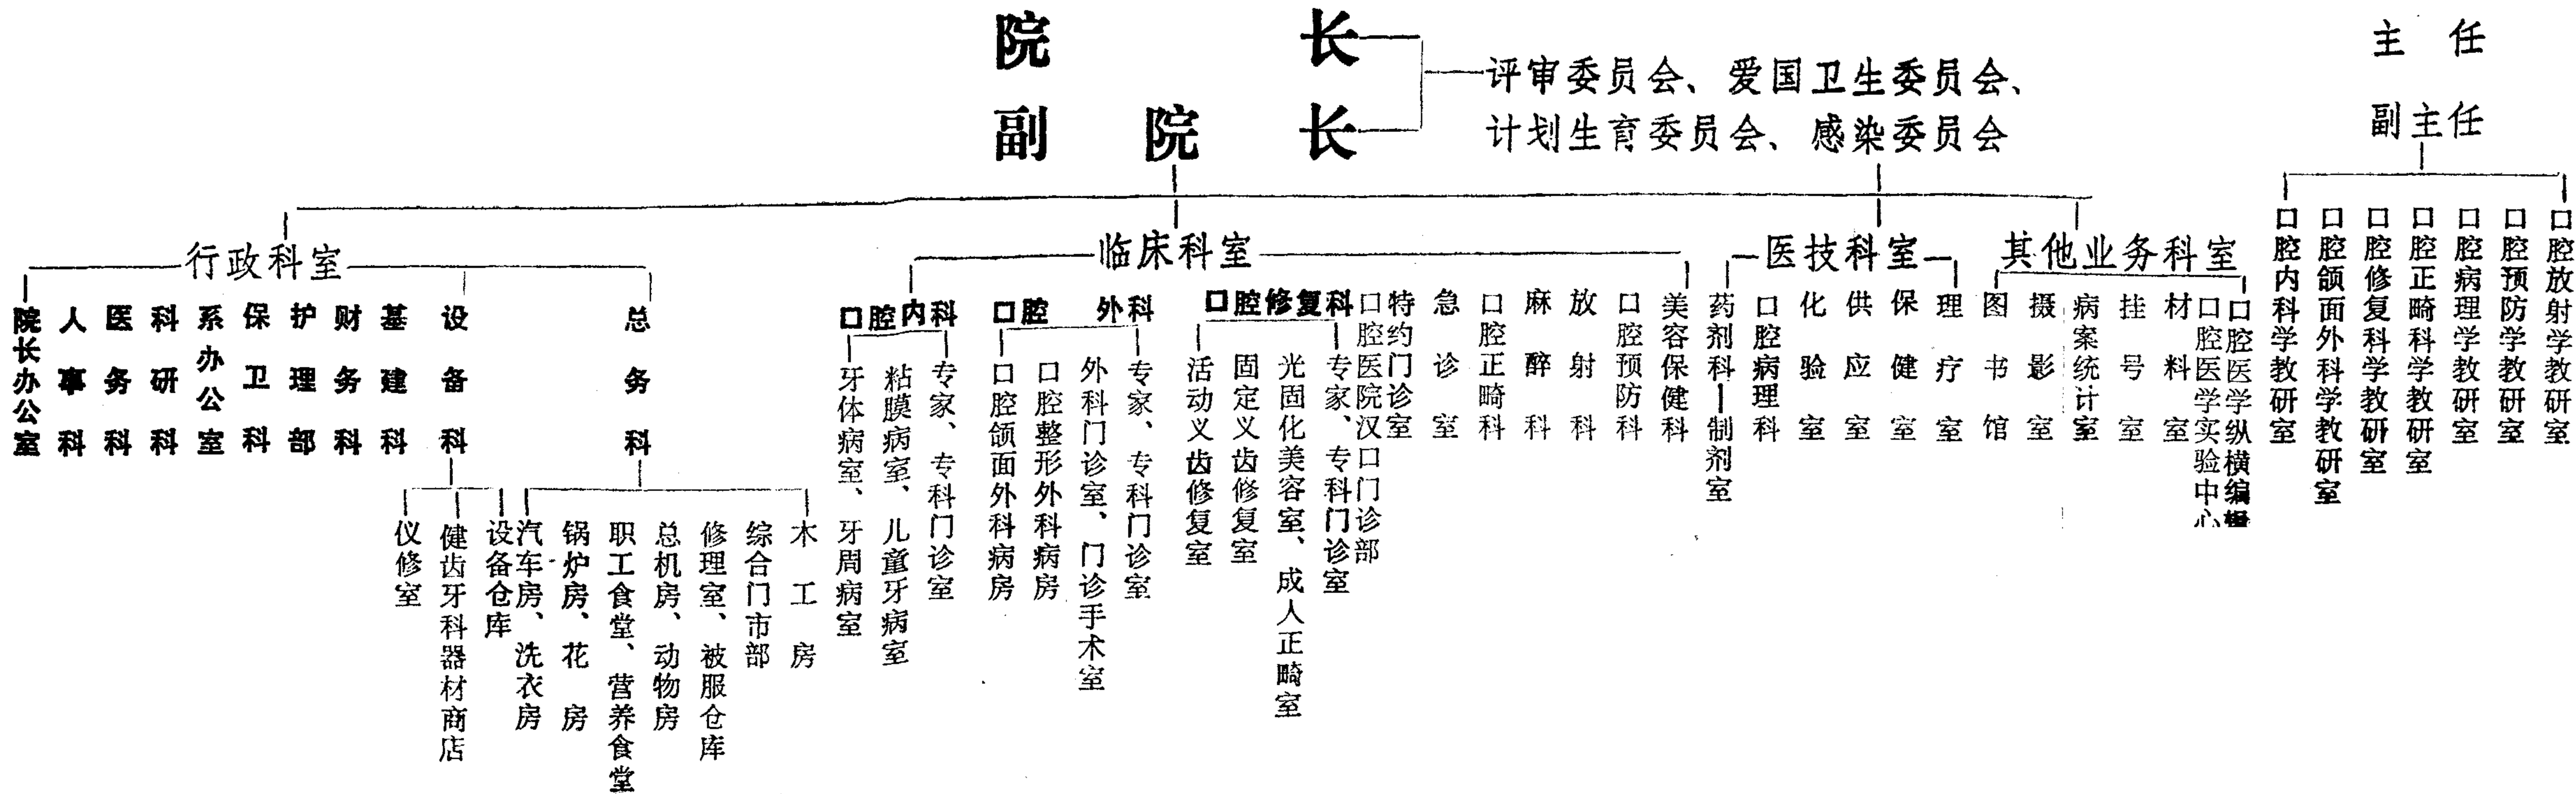 院长
副院长
评审委员会、爱国卫生委员会、
计划生育委员会、感染委员会
主任
副主任
行政科室
临床科室
医技科室
其他业务科室
院长办公室
人事科
医务科
科研科
系办公室
保卫科
护理部
财务科
基建科
设备科
总务科
仪修室
健齿牙科器材商店
设备仓库
汽车房、洗衣房
锅炉房、花房
职工食堂、营养食堂
总机房、动物房
修理室、被服仓库
综合门市部
木工房
口腔内科
牙体病室、牙周病室
粘膜病室、儿童牙病室
专家、专科门诊室
口腔外科
口腔颌面外科病房
口腔整形外科病房
外科门诊室、门诊手术室
专家、专科门诊室
口腔修复科
活动义齿修复室
固定义齿修复室
光固化美容室、成人正畸室
专家、专科门诊室
口腔医院汉口门诊部
特约门诊室
急诊室
口腔正畸科
麻醉科
放射科
口腔预防科
美容保健科
药剂科—制剂室
口腔病理科
化验室
供应室
保健室
理疗室
图书馆
摄影室
病案统计室
挂号室
材料室
口腔医学实验中心
口腔医学纵横编辑
口腔内科学教研室
口腔颌面外科学教研室
口腔修复科学教研室
口腔正畸科学教研室
口腔病理学教研室
口腔预防学教研室
口腔放射学教研室